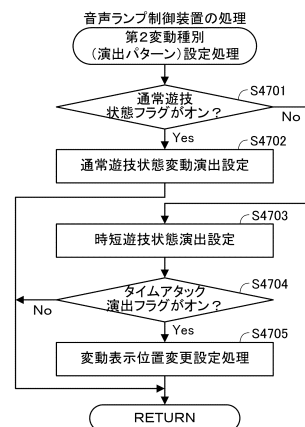 音声ランプ制御装置の処理
第2変動種別
(演出パターン)設定処理
S4701
通常遊技
状態フラグがオン?
No
Yes
S4702
通常遊技状態変動演出設定
S4703
時短遊技状態演出設定
S4704
タイムアタック
演出フラグがオン?
No
Yes
S4705
変動表示位置変更設定処理
RETURN